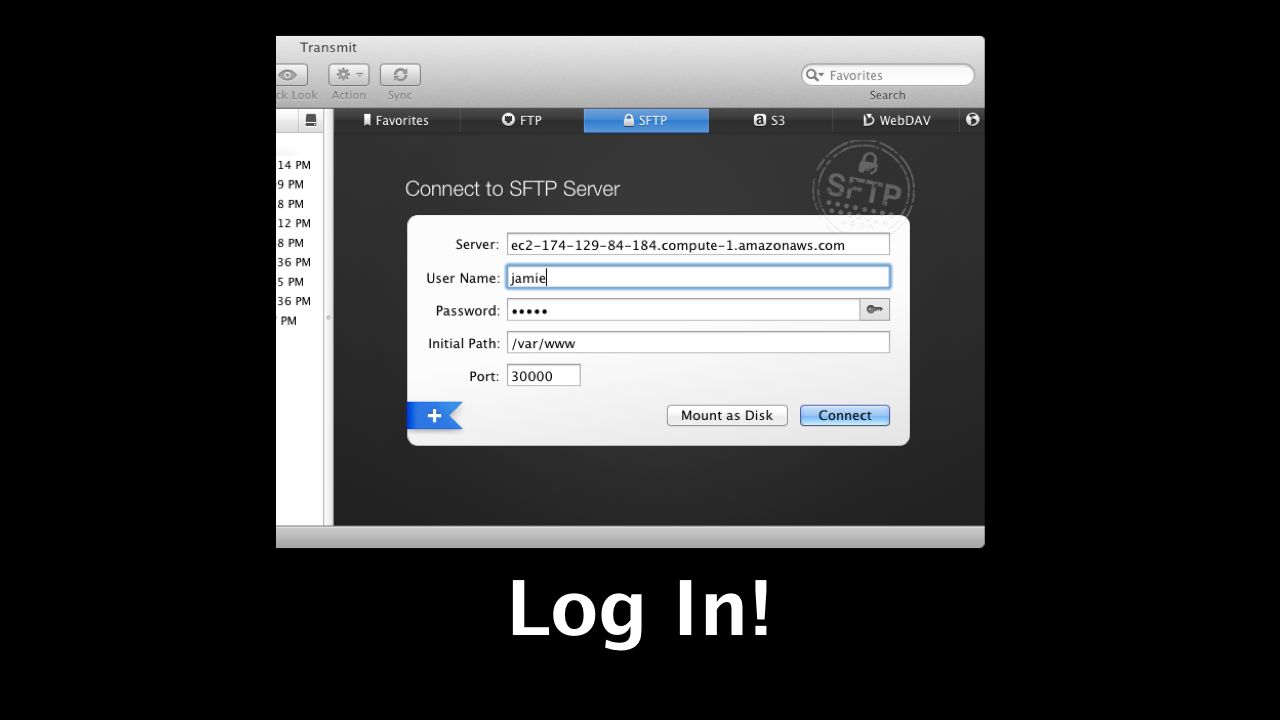 Transmit
ck Look Action Sync
Favorites
Search
Favorites FTP SFTP S3 WebDAV
14 PM
9 PM
8 PM
12 PM
8 PM
36 PM
5 PM
36 PM
PM
SFTP
Connect to SFTP Server
Server: ec2-174-129-84-184.compute-1.amazonaws.com
User Name: jamie
Password: •••••
Initial Path: /var/www
Port: 30000
Mount as Disk Connect
Log In!